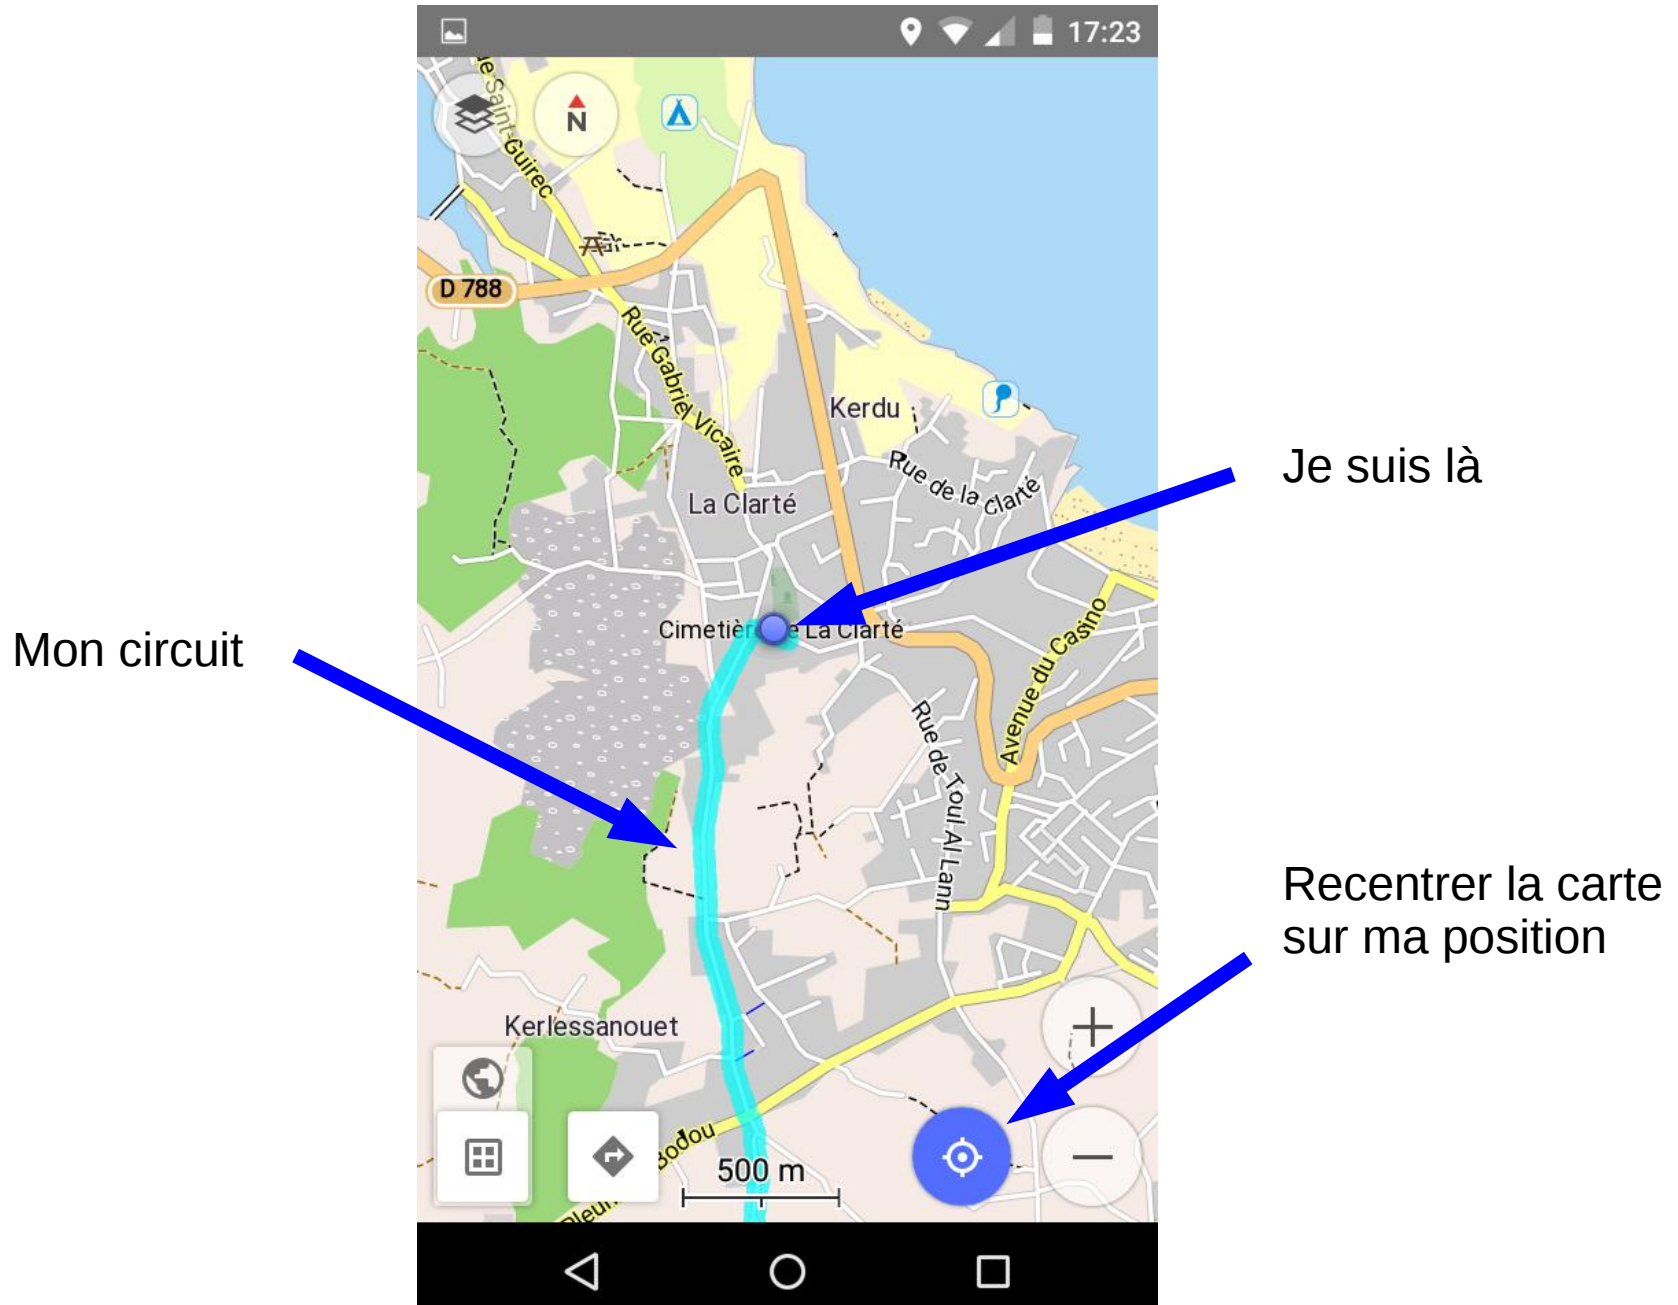 17:23
N
de Saint-Guirec
D 788
Rue Gabriel Vicaire
Kerdu
Rue de la Clarté
Je suis là
La Clarté
Avenue du Casino
Mon circuit
Cimetière de La Clarté
Rue de Toul Al Lann
Recentrer la carte
sur ma position
Kerlessanouet
Bodou
500 m